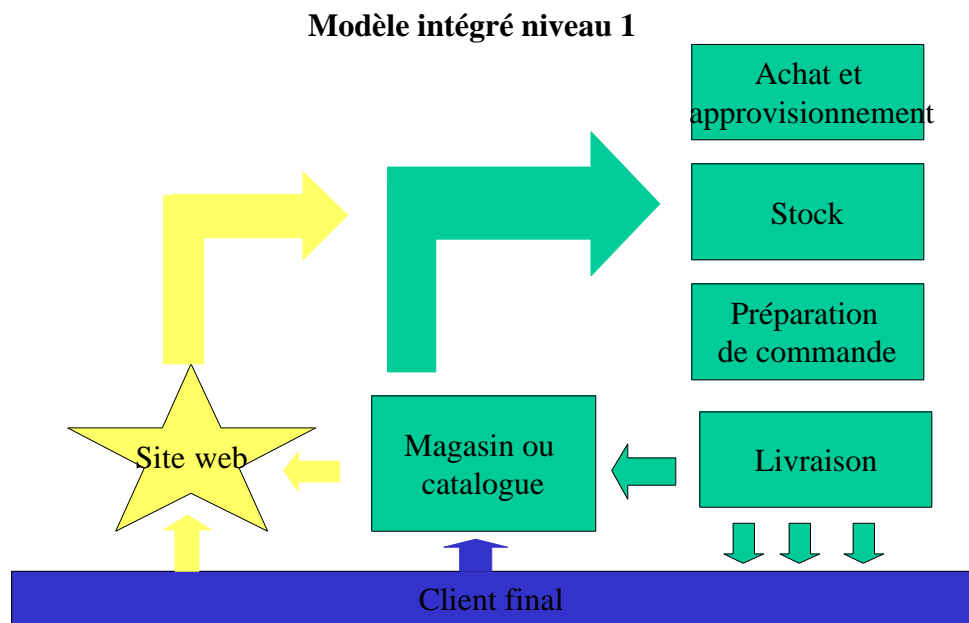 Modèle intégré niveau 1
Achat et
approvisionnement
Stock
Préparation
de commande
Site web
Magasin ou
catalogue
Livraison
Client final